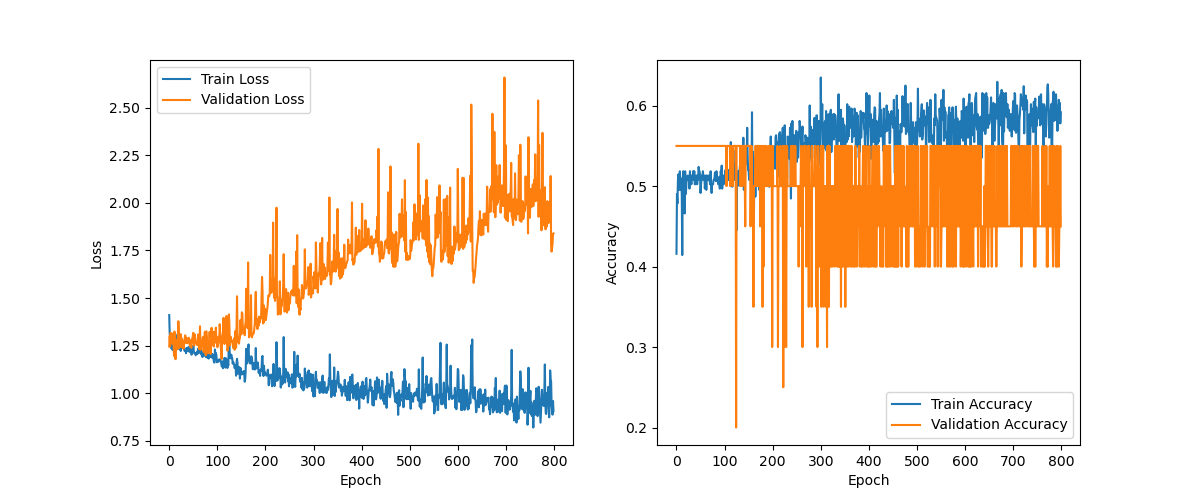 Train Loss
Validation Loss
2.50
2.25
2.00
1.75
1.50
1.25
1.00
0.75
Loss
0 100 200 300 400 500 600 700 800
Epoch
0.6
0.5
0.4
0.3
0.2
Accuracy
Train Accuracy
Validation Accuracy
0 100 200 300 400 500 600 700 800
Epoch